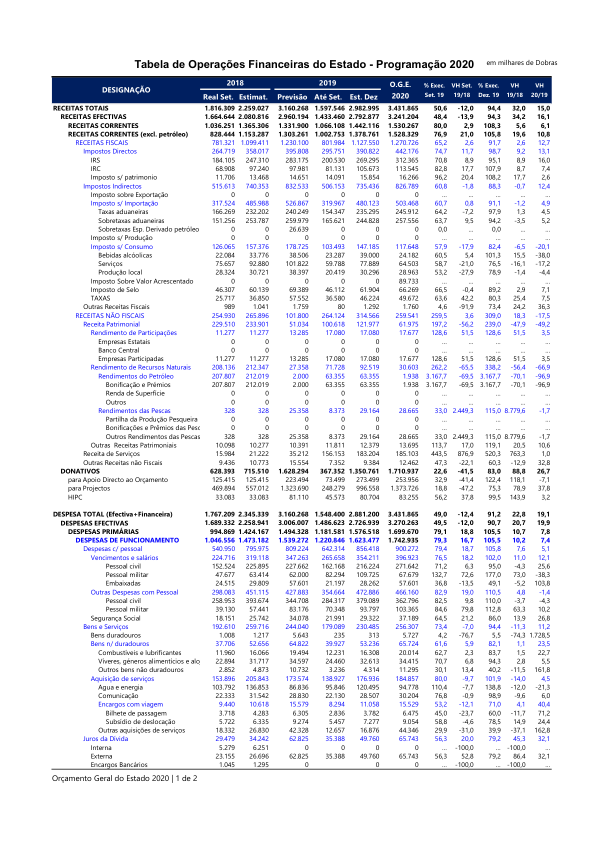 Tabela de Operações Financeiras do Estado - Programação 2020 em milhares de Dobras
DESIGNAÇÃO 2018 2019 O.G.E. 2020 % Exec. Set. 19 VH Set. 19/18 % Exec. Dez. 19 VH 19/18 VH 20/19
Real Set. Estimat. Previsão Até Set. Est. Dez
RECEITAS TOTAIS 1.816.309 2.259.027 3.160.268 1.597.546 2.982.995 3.431.865 50,6 -12,0 94,4 32,0 15,0
RECEITAS EFECTIVAS 1.664.644 2.080.816 2.960.194 1.433.460 2.792.877 3.241.204 48,4 -13,9 94,3 34,2 16,1
RECEITAS CORRENTES 1.036.251 1.365.306 1.331.900 1.066.108 1.442.116 1.530.267 80,0 2,9 108,3 5,6 6,1
RECEITAS CORRENTES (excl. petróleo) 828.444 1.153.287 1.303.261 1.002.753 1.378.761 1.528.329 76,9 21,0 105,8 19,6 10,8
RECEITAS FISCAIS 781.321 1.099.411 1.230.100 801.984 1.127.550 1.270.726 65,2 2,6 91,7 2,6 12,7
Impostos Directos 264.719 358.017 395.808 295.751 390.822 442.176 74,7 11,7 98,7 9,2 13,1
IRS 184.105 247.310 283.175 200.530 269.295 312.365 70,8 8,9 95,1 8,9 16,0
IRC 68.908 97.240 97.981 81.131 105.673 113.545 82,8 17,7 107,9 8,7 7,4
Imposto s/ patrimonio 11.706 13.468 14.651 14.091 15.854 16.266 96,2 20,4 108,2 17,7 2,6
Impostos Indirectos 515.613 740.353 832.533 506.153 735.436 826.789 60,8 -1,8 88,3 -0,7 12,4
Imposto sobre Exportação 0 0 0 0 0 0 ... ... ... ... ...
Imposto s/ Importação 317.524 485.988 526.867 319.967 480.123 503.468 60,7 0,8 91,1 -1,2 4,9
Taxas aduaneiras 166.269 232.202 240.249 154.347 235.295 245.912 64,2 -7,2 97,9 1,3 4,5
Sobretaxas aduaneiras 151.256 253.787 259.979 165.621 244.828 257.556 63,7 9,5 94,2 -3,5 5,2
Sobretaxas Esp. Derivado petróleo 26.639 0 0 0,0 ... 0,0 ... ...
Imposto s/ Produção 0 0 0 0 0 0 ... ... ... ... ...
Imposto s/ Consumo 126.065 157.376 178.725 103.493 147.185 117.648 57,9 -17,9 82,4 -6,5 -20,1
Bebidas alcóolicas 22.084 33.776 38.506 23.287 39.000 24.182 60,5 5,4 101,3 15,5 -38,0
Serviços 75.657 92.880 101.822 59.788 77.889 64.503 58,7 -21,0 76,5 -16,1 -17,2
Produção local 28.324 30.721 38.397 20.419 30.296 28.963 53,2 -27,9 78,9 -1,4 -4,4
Imposto Sobre Valor Acrescentado 0 0 0 0 0 89.733 ... ... ... ... ...
Imposto de Selo 46.307 60.139 69.389 46.112 61.904 66.269 66,5 -0,4 89,2 2,9 7,1
TAXAS 25.717 36.850 57.552 36.580 46.224 49.672 63,6 42,2 80,3 25,4 7,5
Outras Receitas Fiscais 989 1.041 1.759 80 1.292 1.760 4,6 -91,9 73,4 24,2 36,3
RECEITAS NÃO FISCAIS 254.930 265.896 101.800 264.124 314.566 259.541 259,5 3,6 309,0 18,3 -17,5
Receita Patrimonial 229.510 233.901 51.034 100.618 121.977 61.975 197,2 -56,2 239,0 -47,9 -49,2
Rendimento de Participações 11.277 11.277 13.285 17.080 17.080 17.677 128,6 51,5 128,6 51,5 3,5
Empresas Estatais 0 0 0 0 0 0 ... ... ... ... ...
Banco Central 0 0 0 0 0 0 ... ... ... ... ...
Empresas Participadas 11.277 11.277 13.285 17.080 17.080 17.677 128,6 51,5 128,6 51,5 3,5
Rendimento de Recursos Naturais 208.136 212.347 27.358 71.728 92.519 30.603 262,2 -65,5 338,2 -56,4 -66,9
Rendimentos do Petróleo 207.807 212.019 2.000 63.355 63.355 1.938 3.167,7 -69,5 3.167,7 -70,1 -96,9
Bonificação e Prémios 207.807 212.019 2.000 63.355 63.355 1.938 3.167,7 -69,5 3.167,7 -70,1 -96,9
Renda de Superfície 0 0 0 0 0 0 ... ... ... ... ...
Outros 0 0 0 0 0 0 ... ... ... ... ...
Rendimentos das Pescas 328 328 25.358 8.373 29.164 28.665 33,0 2.449,3 115,0 8.779,6 -1,7
Partilha da Produção Pesqueira 0 0 0 0 0 0 ... ... ... ... ...
Bonificações e Prémios das Pesc 0 0 0 0 0 0 ... ... ... ... ...
Outros Rendimentos das Pescas 328 328 25.358 8.373 29.164 28.665 33,0 2.449,3 115,0 8.779,6 -1,7
Outras Receitas Patrimoniais 10.098 10.277 10.391 11.811 12.379 13.695 113,7 17,0 119,1 20,5 10,6
Receita de Serviços 15.984 21.222 35.212 156.153 183.204 185.103 443,5 876,9 520,3 763,3 1,0
Outras Receitas não Fiscais 9.436 10.773 15.554 7.352 9.384 12.462 47,3 -22,1 60,3 -12,9 32,8
DONATIVOS 628.393 715.510 1.628.294 367.352 1.350.761 1.710.937 22,6 -41,5 83,0 88,8 26,7
para Apoio Directo ao Orçamento 125.415 125.415 223.494 73.499 273.499 253.956 32,9 -41,4 122,4 118,1 -7,1
para Projectos 469.894 557.012 1.323.690 248.279 996.558 1.373.726 18,8 -47,2 75,3 78,9 37,8
HIPC 33.083 33.083 81.110 45.573 80.704 83.255 56,2 37,8 99,5 143,9 3,2
DESPESA TOTAL (Efectiva+Financeira) 1.767.209 2.345.339 3.160.268 1.548.400 2.881.200 3.431.865 49,0 -12,4 91,2 22,8 19,1
DESPESAS EFECTIVAS 1.689.332 2.258.941 3.006.007 1.486.623 2.726.939 3.270.263 49,5 -12,0 90,7 20,7 19,9
DESPESAS PRIMÁRIAS 994.869 1.424.167 1.494.328 1.181.581 1.576.518 1.699.670 79,1 18,8 105,5 10,7 7,8
DESPESAS DE FUNCIONAMENTO 1.046.556 1.473.182 1.539.272 1.220.846 1.623.477 1.742.935 79,3 16,7 105,5 10,2 7,4
Despesas c/ pessoal 540.950 795.975 809.224 642.314 856.418 900.272 79,4 18,7 105,8 7,6 5,1
Vencimentos e salários 224.716 319.118 347.263 265.658 354.211 396.923 76,5 18,2 102,0 11,0 12,1
Pessoal civil 152.524 225.895 227.662 162.168 216.224 271.642 71,2 6,3 95,0 -4,3 25,6
Pessoal militar 47.677 63.414 62.000 82.294 109.725 67.679 132,7 72,6 177,0 73,0 -38,3
Embaixadas 24.515 29.809 57.601 21.197 28.262 57.601 36,8 -13,5 49,1 -5,2 103,8
Outras Despesas com Pessoal 298.083 451.115 427.883 354.664 472.886 466.160 82,9 19,0 110,5 4,8 -1,4
Pessoal civil 258.953 393.674 344.708 284.317 379.089 362.796 82,5 9,8 110,0 -3,7 -4,3
Pessoal militar 39.130 57.441 83.176 70.348 93.797 103.365 84,6 79,8 112,8 63,3 10,2
Segurança Social 18.151 25.742 34.078 21.991 29.322 37.189 64,5 21,2 86,0 13,9 26,8
Bens e Serviços 192.610 259.716 244.040 179.089 230.485 256.307 73,4 -7,0 94,4 -11,3 11,2
Bens duradouros 1.008 1.217 5.643 235 313 5.727 4,2 -76,7 5,5 -74,3 1.728,5
Bens n/ duradouros 37.706 52.656 64.822 39.927 53.236 65.724 61,6 5,9 82,1 1,1 23,5
Combustíveis e lubrificantes 11.960 16.066 19.494 12.231 16.308 20.014 62,7 2,3 83,7 1,5 22,7
Viveres, géneros alimentícios e alo 22.894 31.717 34.597 24.460 32.613 34.415 70,7 6,8 94,3 2,8 5,5
Outros bens não duradouros 2.852 4.873 10.732 3.236 4.314 11.295 30,1 13,4 40,2 -11,5 161,8
Aquisição de serviços 153.896 205.843 173.574 138.927 176.936 184.857 80,0 -9,7 101,9 -14,0 4,5
Agua e energia 103.792 136.853 86.836 95.846 120.495 94.778 110,4 -7,7 138,8 -12,0 -21,3
Comunicação 22.333 31.542 28.830 22.130 28.507 30.204 76,8 -0,9 98,9 -9,6 6,0
Encargos com viagem 9.440 10.618 15.579 8.294 11.058 15.529 53,2 -12,1 71,0 4,1 40,4
Bilhete de passagem 3.718 4.283 6.305 2.836 3.782 6.475 45,0 -23,7 60,0 -11,7 71,2
Subsídio de deslocação 5.722 6.335 9.274 5.457 7.277 9.054 58,8 -4,6 78,5 14,9 24,4
Outras aquisições de serviços 18.332 26.830 42.328 12.657 16.876 44.346 29,9 -31,0 39,9 -37,1 162,8
Juros da Dívida 29.479 34.242 62.825 35.388 49.760 65.743 56,3 20,0 79,2 45,3 32,1
Interna 5.279 6.251 0 0 0 0 ... -100,0 ... -100,0 ...
Externa 23.155 26.696 62.825 35.388 49.760 65.743 56,3 52,8 79,2 86,4 32,1
Encargos Bancários 1.045 1.295 0 0 0 0 ... -100,0 ... -100,0 ...
Orçamento Geral do Estado 2020 | 1 de 2